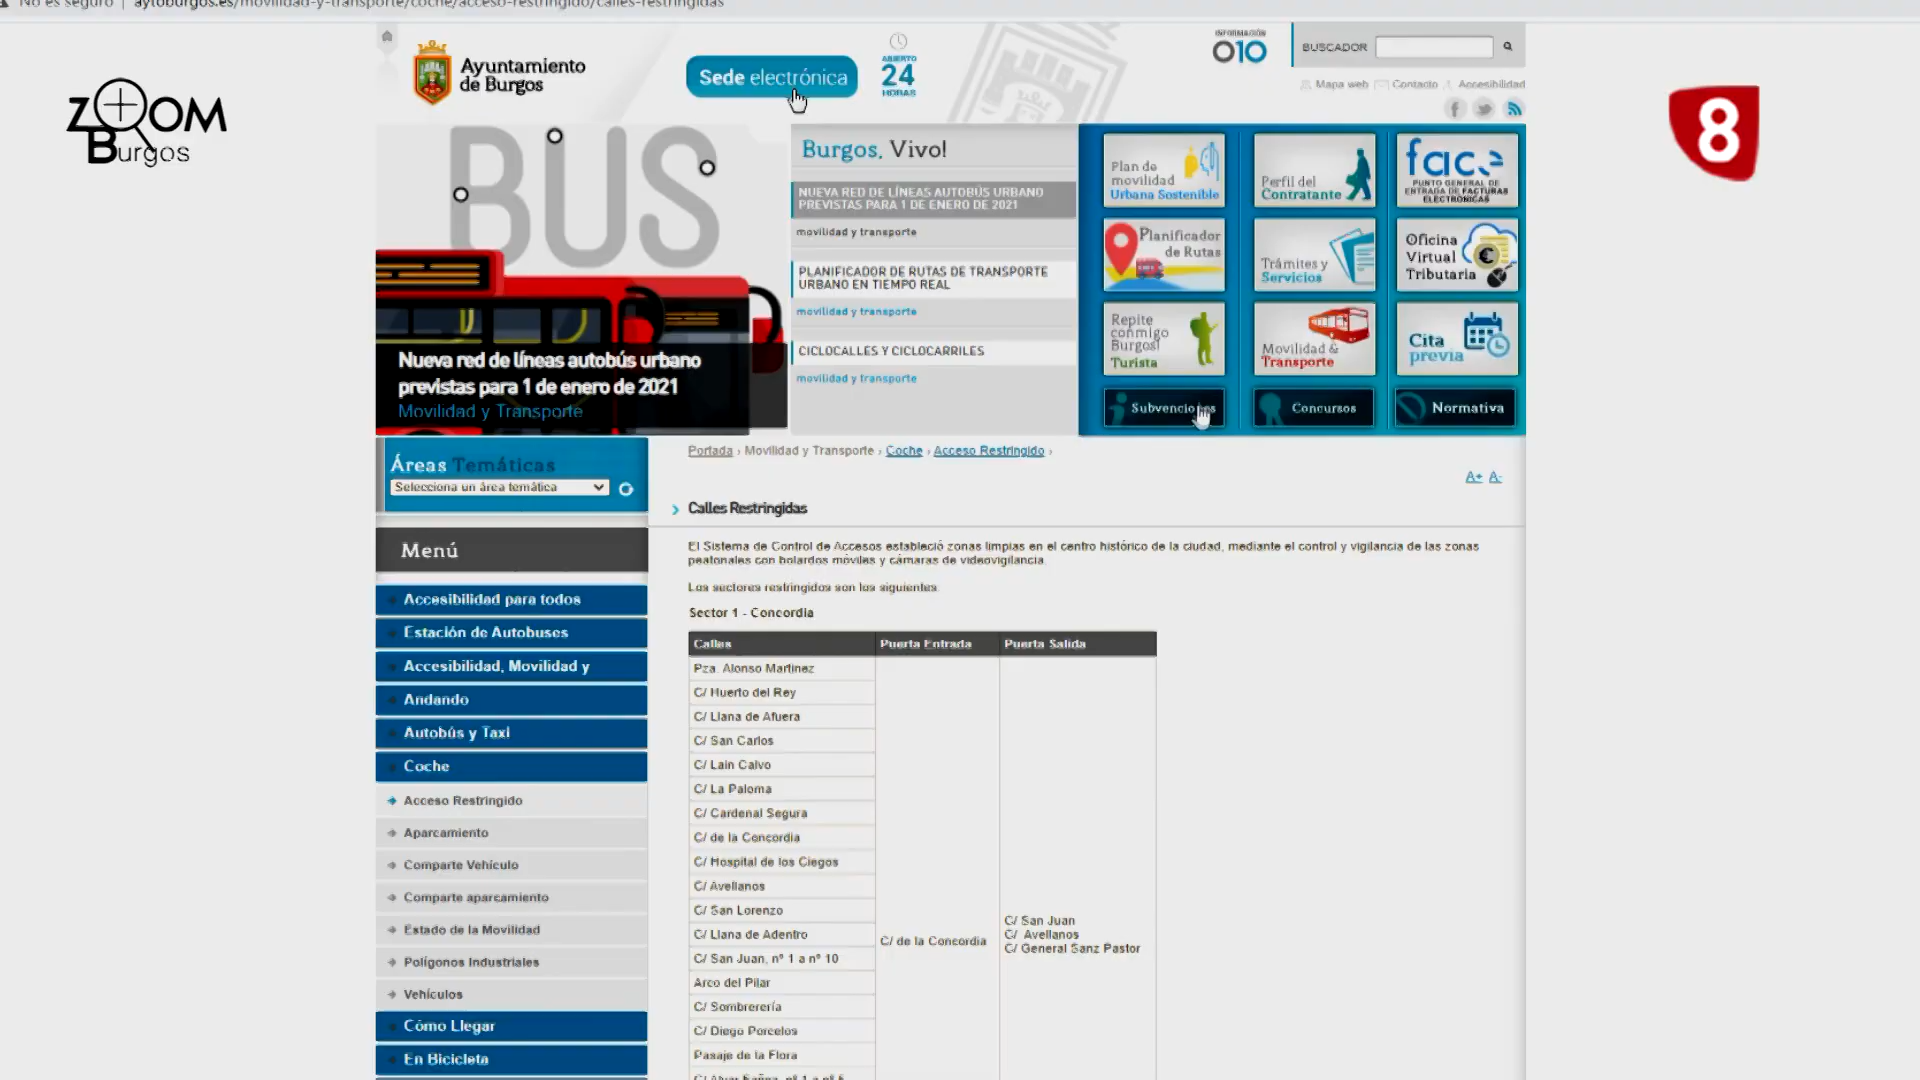 No es seguro | aytoburgos.es/movilidad-y-transporte/coche/acceso-restringido/calles-restringidas
ZOOM
Burgos
8
Ayuntamiento
de Burgos
Sede electrónica
ABIERTO
24
HORAS
INFORMACIÓN
010
BUSCADOR
Mapa web
Contacto
Accesibilidad
BUS
Nueva red de líneas autobús urbano
previstas para 1 de enero de 2021
Movilidad y Transporte
Burgos, Vivo!
NUEVA RED DE LÍNEAS AUTOBÚS URBANO
PREVISTAS PARA 1 DE ENERO DE 2021
movilidad y transporte
PLANIFICADOR DE RUTAS DE TRANSPORTE
URBANO EN TIEMPO REAL
movilidad y transporte
CICLOCALLES Y CICLOCARRILES
movilidad y transporte
Plan de
movilidad
Urbana Sostenible
Perfil del
Contratante
face
PUNTO GENERAL DE
ENTRADA DE FACTURAS
ELECTRÓNICAS
Planificador
de Rutas
Trámites y
Servicios
Oficina
Virtual
Tributaria
Repite
conmigo
Burgos!
Turista
Movilidad &
Transporte
Cita
previa
Subvenciones
Concursos
Normativa
Áreas Temáticas
Selecciona un área temática
Portada › Movilidad y Transporte › Coche › Acceso Restringido ›
A+ A-
Calles Restringidas
El Sistema de Control de Accesos estableció zonas limpias en el centro histórico de la ciudad, mediante el control y vigilancia de las zonas
peatonales con bolardos móviles y cámaras de videovigilancia.
Los sectores restringidos son los siguientes
Sector 1 - Concordia
Menú
Accesibilidad para todos
Estación de Autobuses
Accesibilidad, Movilidad y
Andando
Autobús y Taxi
Coche
Acceso Restringido
Aparcamiento
Comparte Vehículo
Comparte aparcamiento
Estado de la Movilidad
Polígonos Industriales
Vehículos
Cómo Llegar
En Bicicleta
Calles
Puerta Entrada
Puerta Salida
Pza. Alonso Martinez
C/ Huerto del Rey
C/ Llana de Afuera
C/ San Carlos
C/ Lain Calvo
C/ La Paloma
C/ Cardenal Segura
C/ de la Concordia
C/ Hospital de los Ciegos
C/ Avellanos
C/ San Lorenzo
C/ Llana de Adentro
C/ San Juan, nº 1 a nº 10
Arco del Pilar
C/ Sombrerería
C/ Diego Porcelos
Pasaje de la Flora
C/ de la Concordia
C/ San Juan
C/ Avellanos
C/ General Sanz Pastor